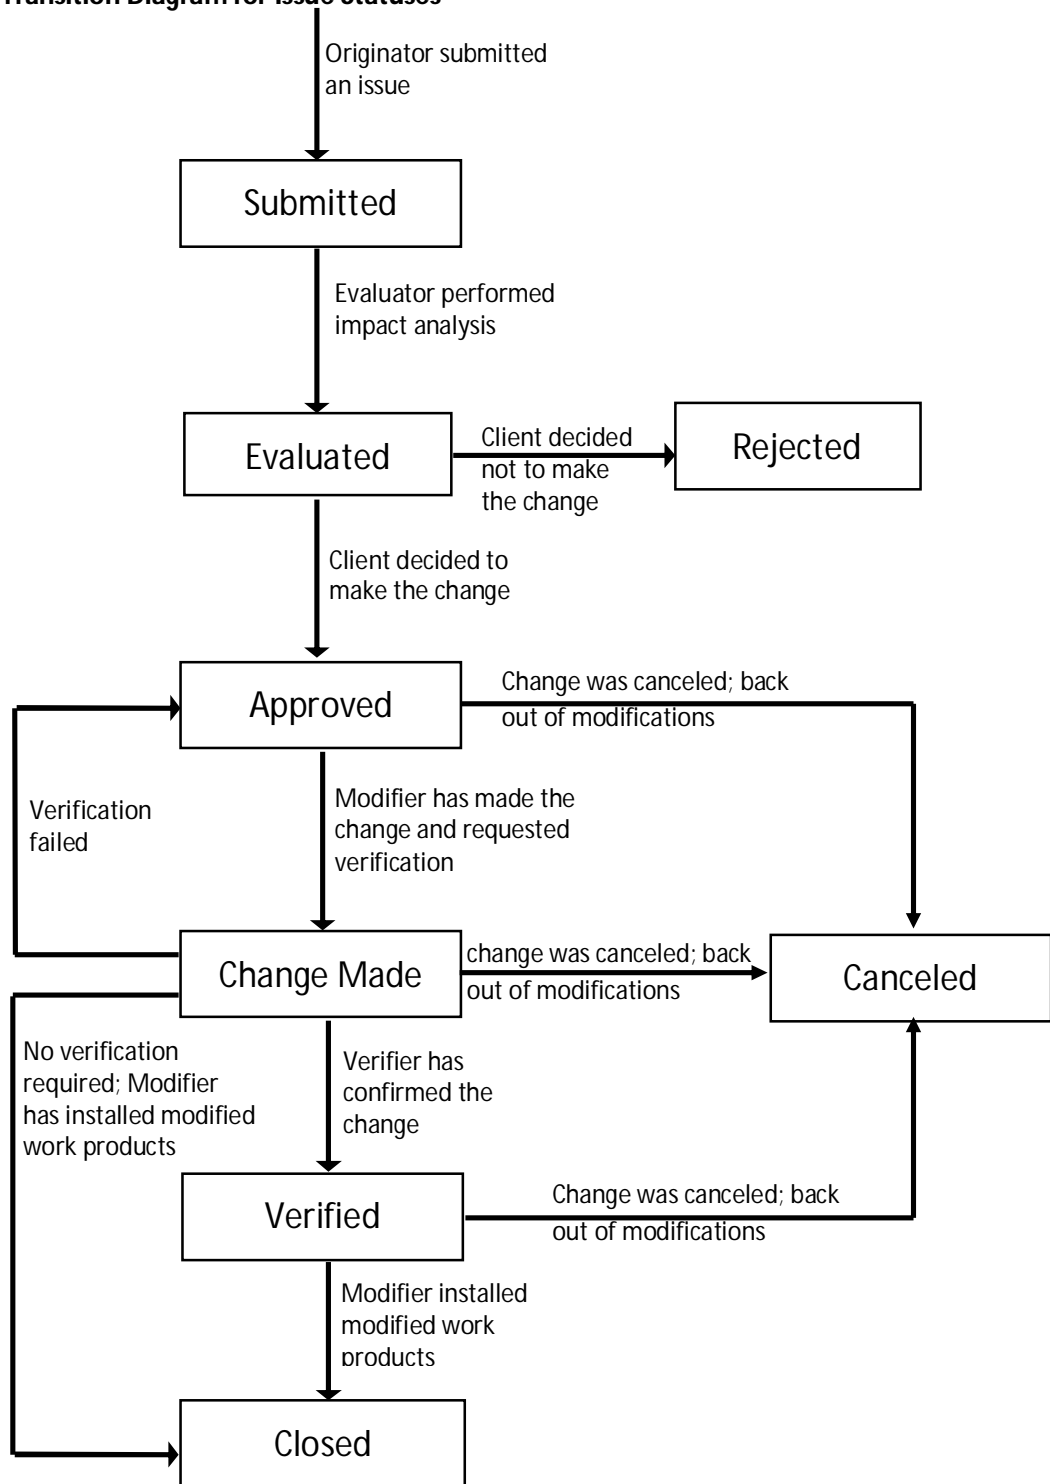 Transition Diagram for Issue Statuses
Originator submitted
an issue
Submitted
Evaluator performed
impact analysis
Evaluated
Client decided
not to make
the change
Rejected
Client decided to
make the change
Approved
Change was canceled; back
out of modifications
Verification
failed
Modifier has made the
change and requested
verification
Change Made
change was canceled; back
out of modifications
Canceled
No verification
required; Modifier
has installed modified
work products
Verifier has
confirmed the
change
Verified
Change was canceled; back
out of modifications
Modifier installed
modified work
products
Closed